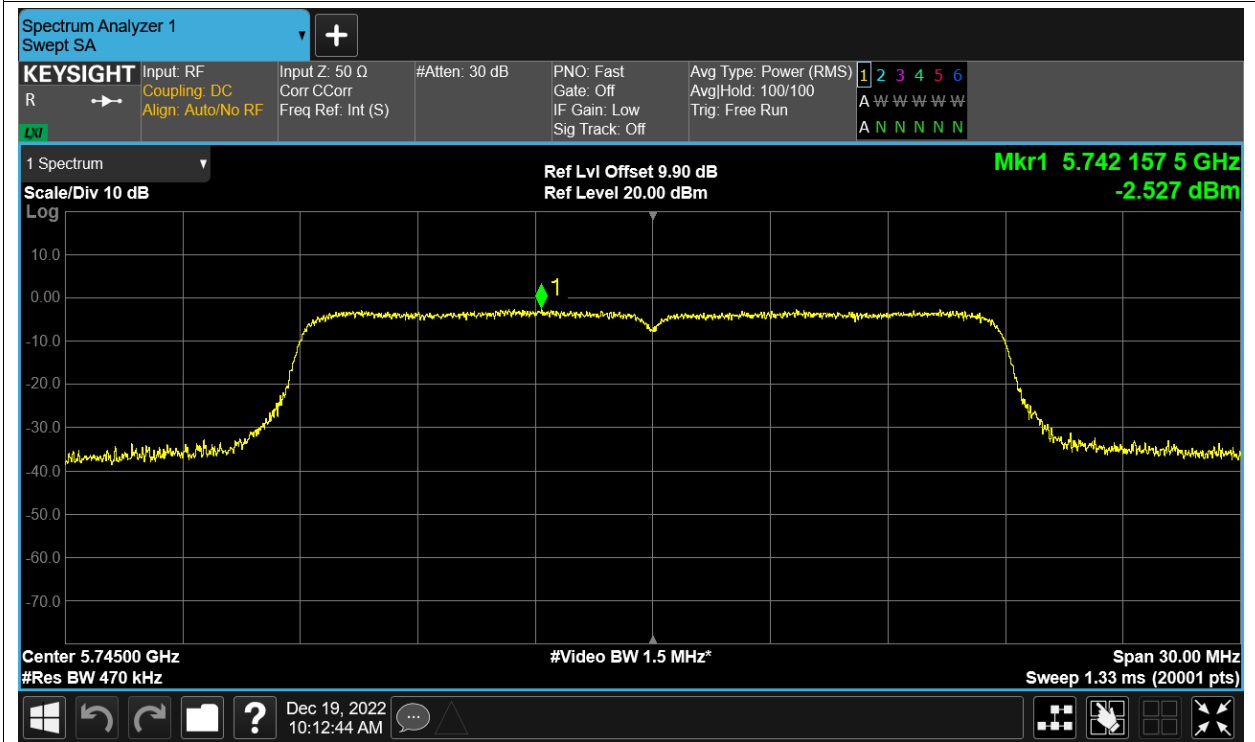 Spectrum Analyzer 1
Swept SA
+
KEYSIGHT
R
LXI
Input: RF
Coupling: DC
Align: Auto/No RF
Input Z: 50 Ω
Corr CCorr
Freq Ref: Int (S)
#Atten: 30 dB
PNO: Fast
Gate: Off
IF Gain: Low
Sig Track: Off
Avg Type: Power (RMS)
Avg|Hold: 100/100
Trig: Free Run
1 2 3 4 5 6
A W W W W W
A N N N N N
1 Spectrum
Scale/Div 10 dB
Log
Ref Lvl Offset 9.90 dB
Ref Level 20.00 dBm
Mkr1 5.742 157 5 GHz
-2.527 dBm
10.0
0.00
-10.0
-20.0
-30.0
-40.0
-50.0
-60.0
-70.0
1
Center 5.74500 GHz
#Res BW 470 kHz
#Video BW 1.5 MHz*
Span 30.00 MHz
Sweep 1.33 ms (20001 pts)
?
Dec 19, 2022
10:12:44 AM